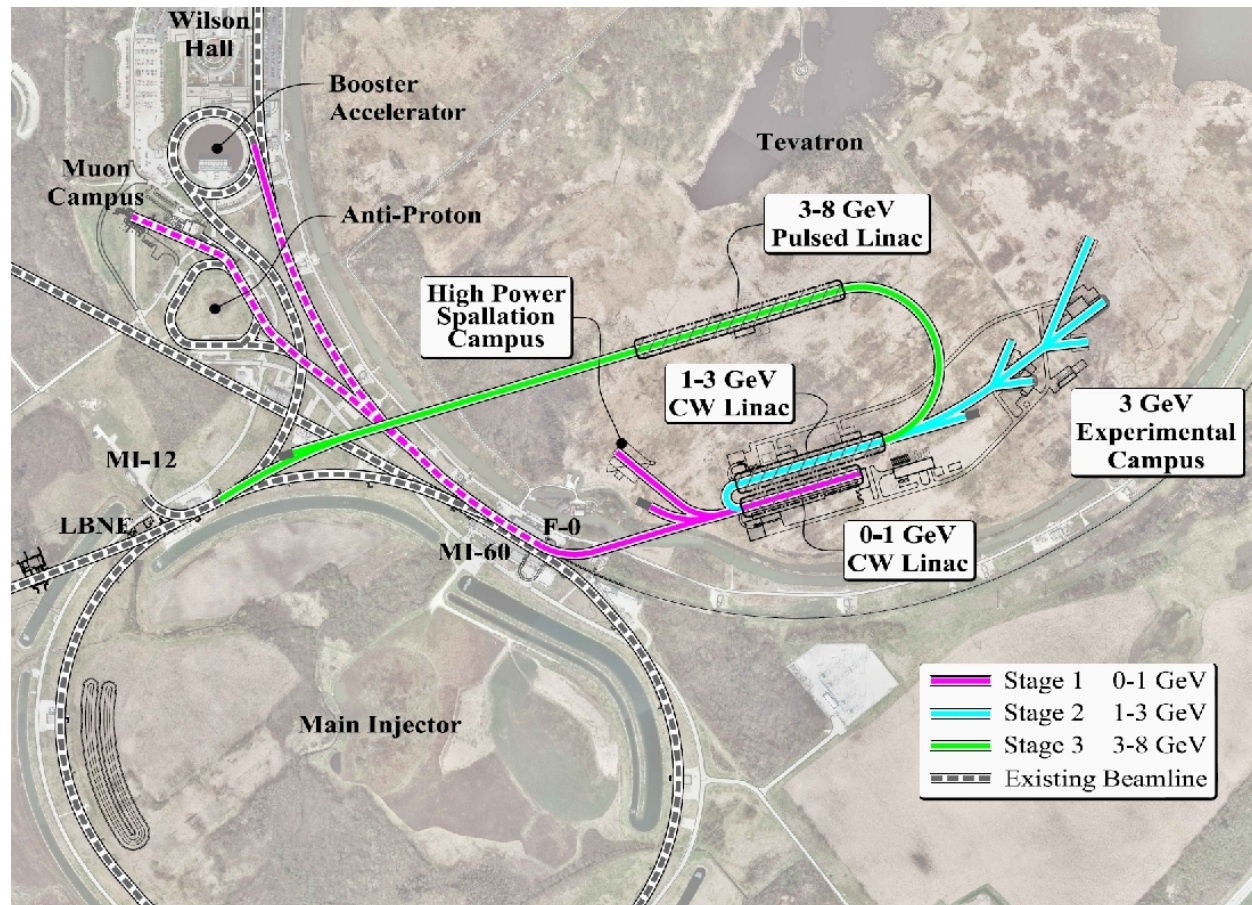 Wilson
Hall
Booster
Accelerator
Tevatron
Muon
Campus
Anti-Proton
3-8 GeV
Pulsed Linac
High Power
Spallation
Campus
1-3 GeV
CW Linac
3 GeV
Experimental
Campus
MI-12
LBNE
F-0
MI-60
0-1 GeV
CW Linac
Main Injector
Stage 1 0-1 GeV
Stage 2 1-3 GeV
Stage 3 3-8 GeV
Existing Beamline